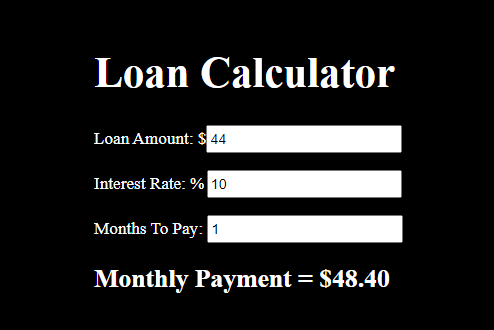 Loan Calculator
Loan Amount: $ 44
Interest Rate: % 10
Months To Pay: 1
Monthly Payment = $48.40